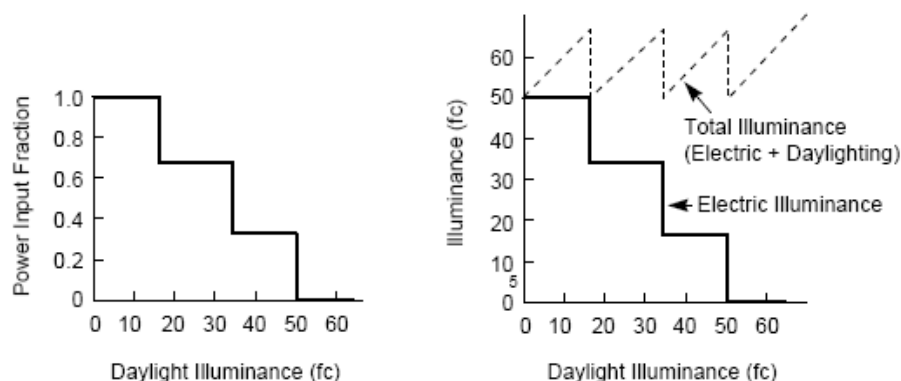 Power Input Fraction
1.0
0.8
0.6
0.4
0.2
0
0 10 20 30 40 50 60
Daylight Illuminance (fc)
Illuminance (fc)
60
50
40
30
20
10
5
0
Total Illuminance
(Electric + Daylighting)
Electric Illuminance
0 10 20 30 40 50 60
Daylight Illuminance (fc)